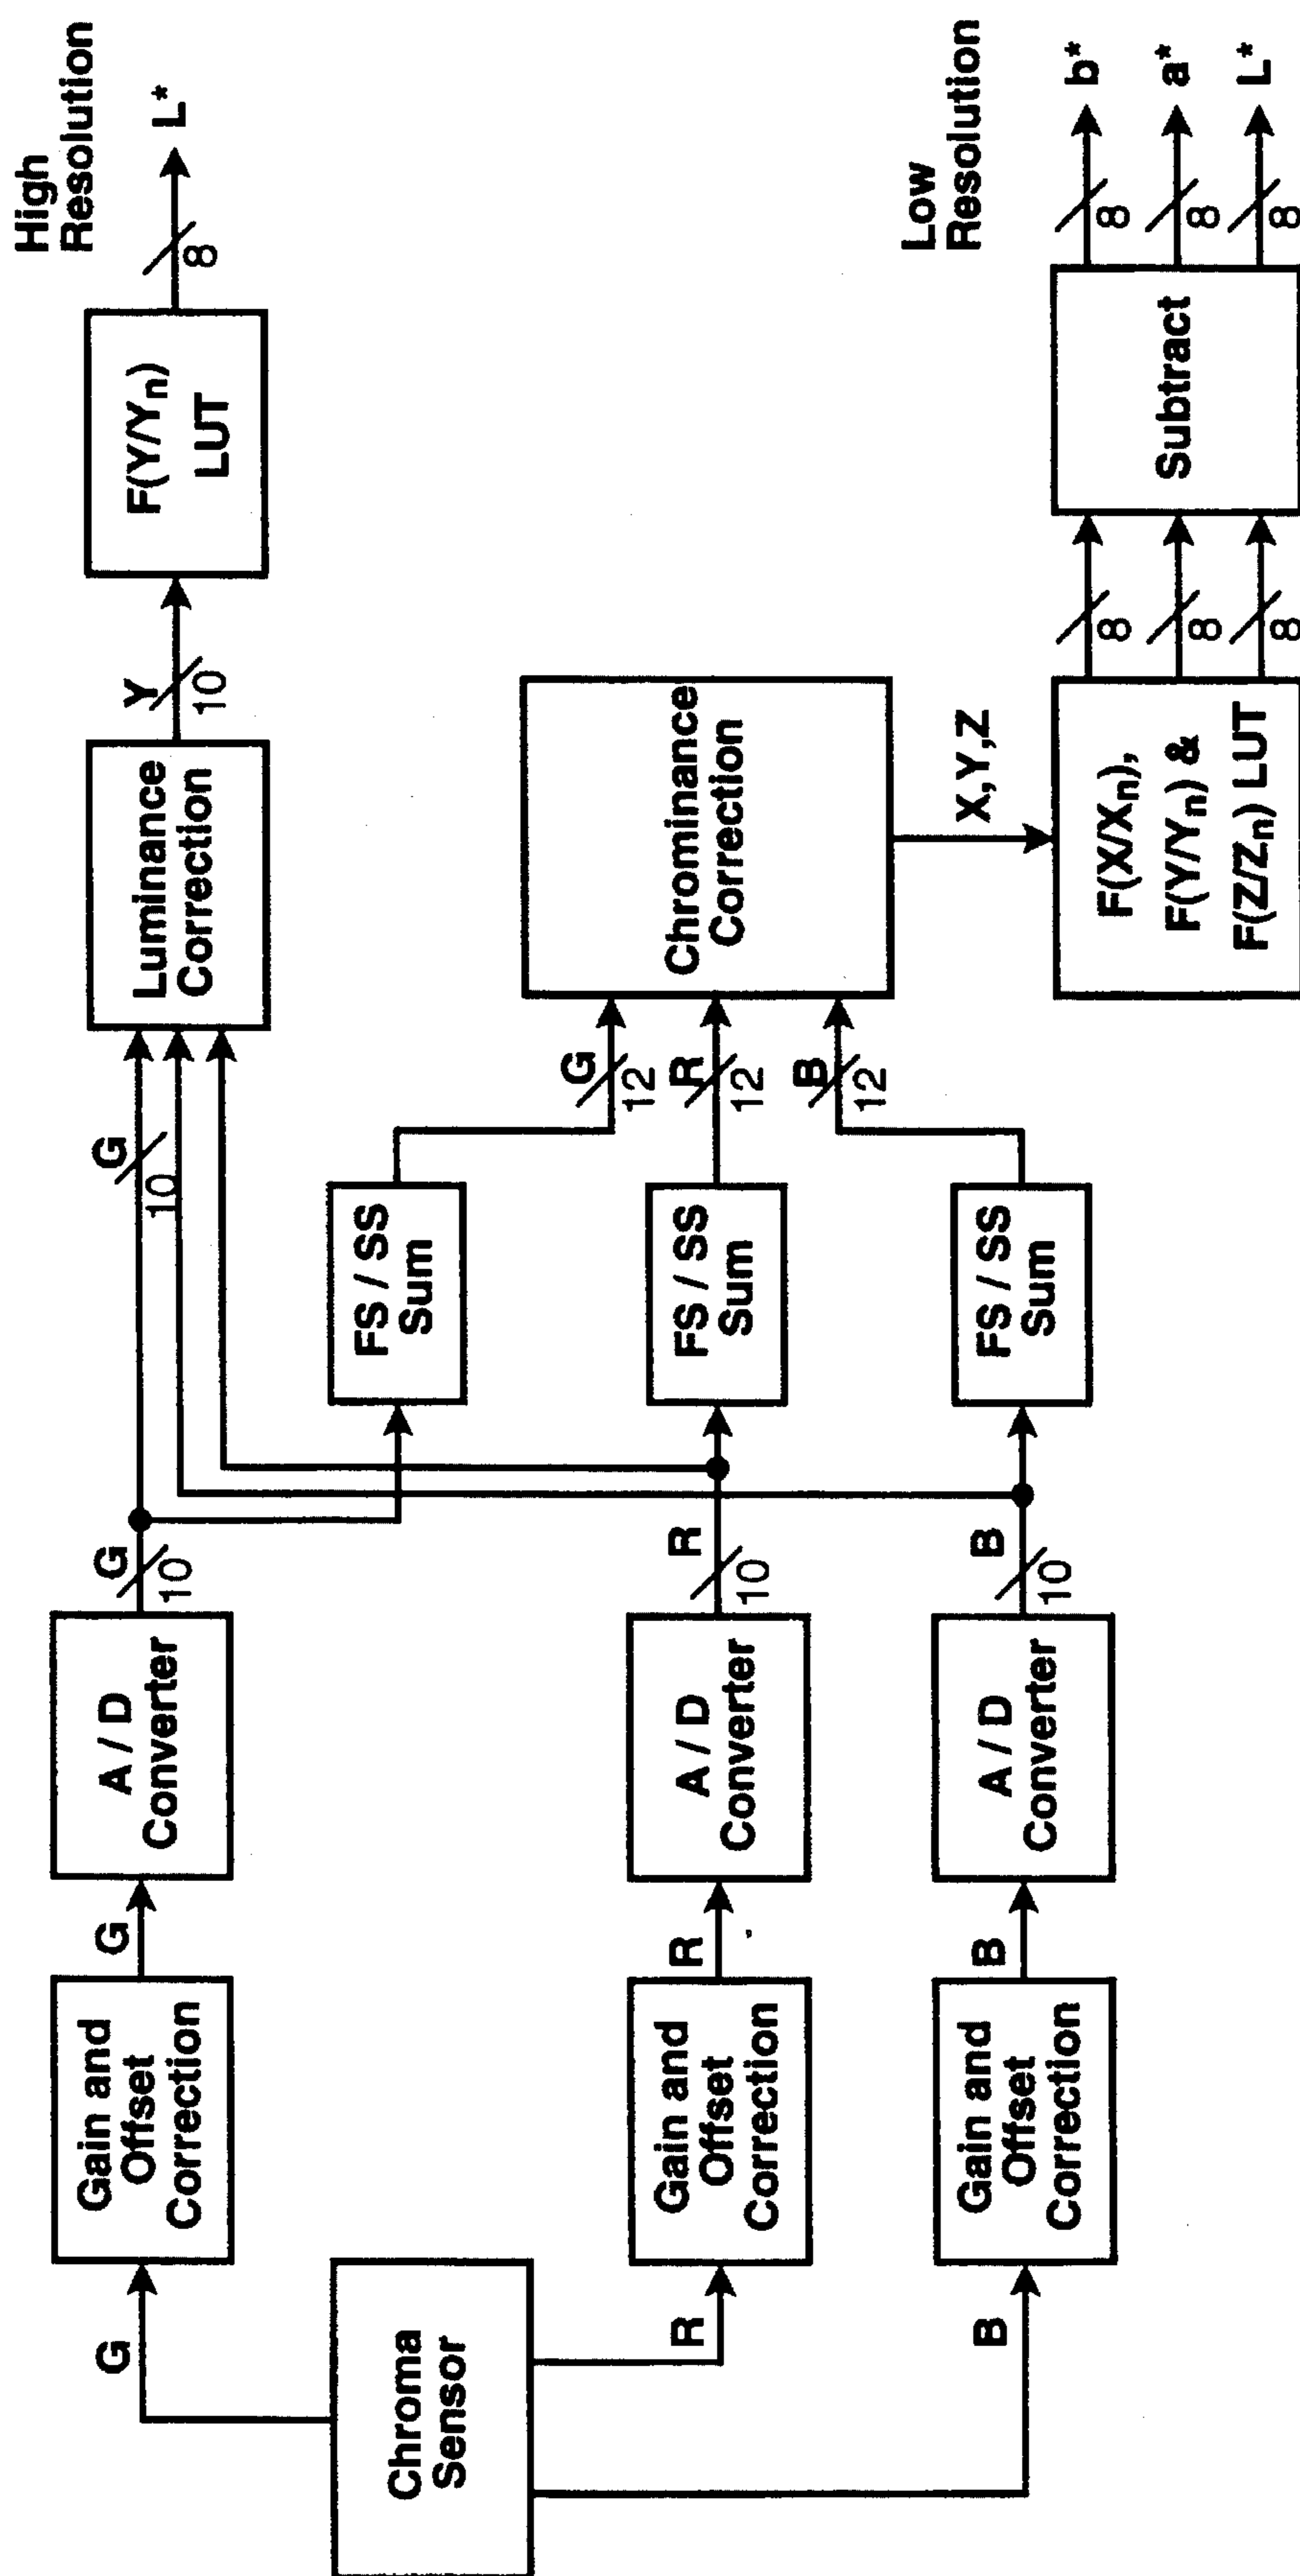 High
Resolution
L*
8
F(Y/Yn)
LUT
Y
10
Luminance
Correction
G
10
G
10
A / D
Converter
G
Gain and
Offset
Correction
G
Chroma
Sensor
R
Gain and
Offset
Correction
R
A / D
Converter
R
10
B
Gain and
Offset
Correction
B
A / D
Converter
B
10
FS / SS
Sum
FS / SS
Sum
FS / SS
Sum
G
12
R
12
B
12
Chrominance
Correction
X,Y,Z
F(X/Xn),
F(Y/Yn) &
F(Z/Zn) LUT
8
8
8
Subtract
Low
Resolution
8
b*
8
a*
8
L*